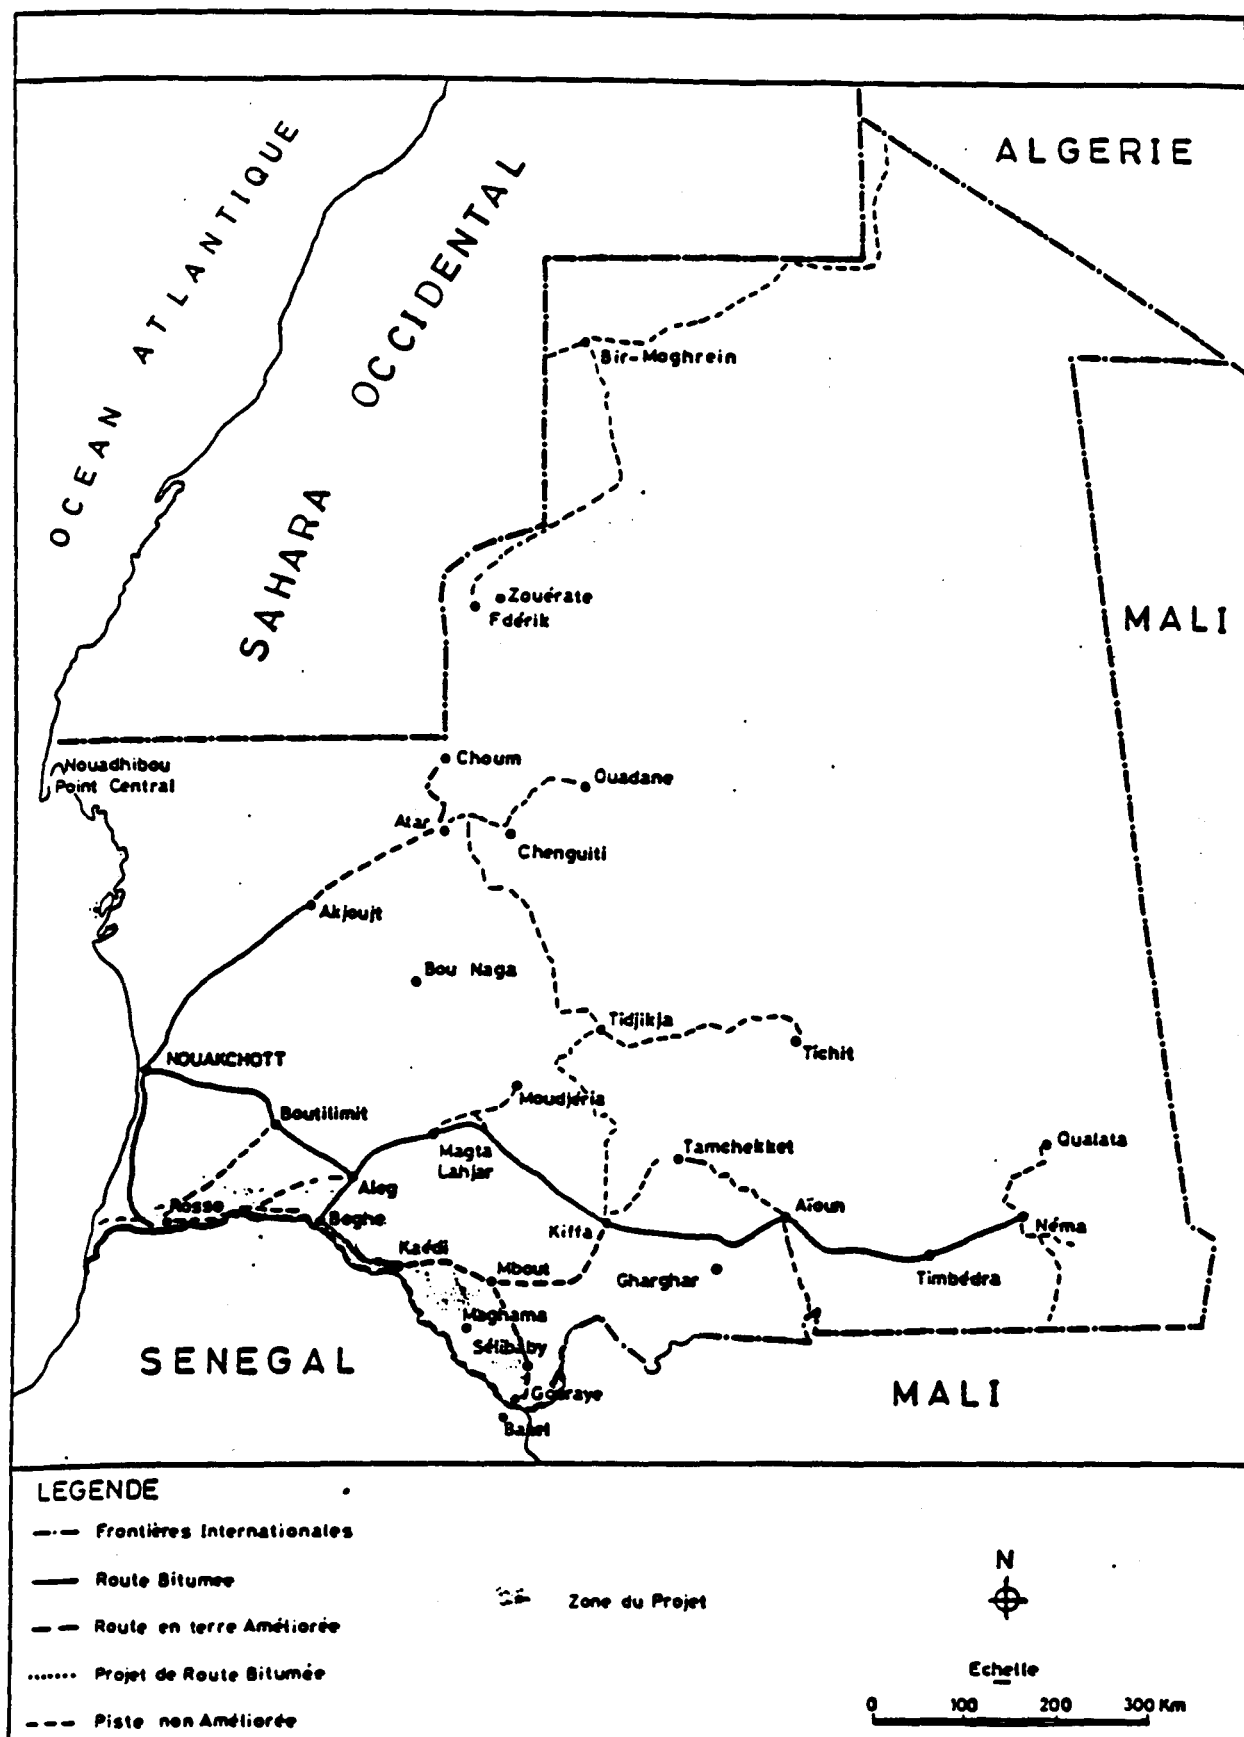 ALGERIE
OCEAN ATLANTIQUE
SAHARA OCCIDENTAL
Bir-Moghrein
Zouérate
Fdérik
MALI
Choum
Nouadhibou
Point Central
Ouadane
Atar
Chenguiti
Akjoujt
Bou Naga
Tidjikja
Tichit
NOUAKCHOTT
Moudjéria
Boutilimit
Magta
Lahjar
Tamchekket
Oualata
Aleg
Rosso
Boghe
Kiffa
Aïoun
Néma
Kaédi
Mbout
Gharghar
Timbédra
Maghama
Sélibaby
SENEGAL
Gouraye
MALI
Bakel
LEGENDE
Frontières Internationales
Route Bitumee
Route en terre Améliorée
Projet de Route Bitumée
Piste non Améliorée
Zone du Projet
N
Echelle
0 100 200 300 Km